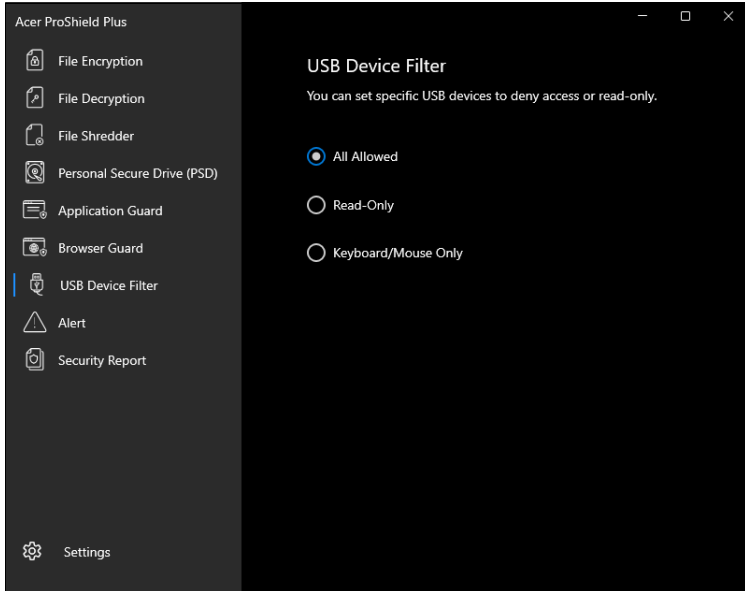 Acer ProShield Plus
File Encryption
File Decryption
File Shredder
Personal Secure Drive (PSD)
Application Guard
Browser Guard
USB Device Filter
Alert
Security Report
Settings
USB Device Filter
You can set specific USB devices to deny access or read-only.
All Allowed
Read-Only
Keyboard/Mouse Only